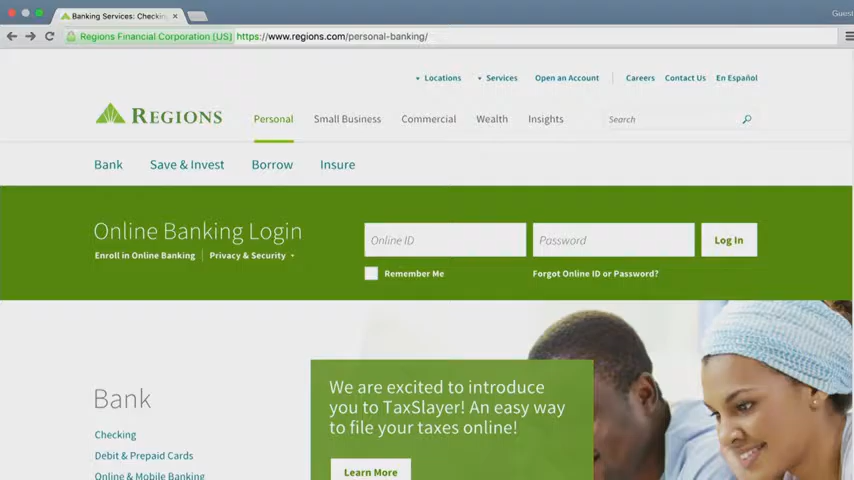 Banking Services: Checkin
Guest
Regions Financial Corporation [US] https://www.regions.com/personal-banking/
Locations Services Open an Account Careers Contact Us En Español
REGIONS Personal Small Business Commercial Wealth Insights Search
Bank Save & Invest Borrow Insure
Online Banking Login
Online ID Password Log In
Enroll in Online Banking Privacy & Security
Remember Me Forgot Online ID or Password?
Bank
Checking
Debit & Prepaid Cards
Online & Mobile Banking
We are excited to introduce
you to TaxSlayer! An easy way
to file your taxes online!
Learn More